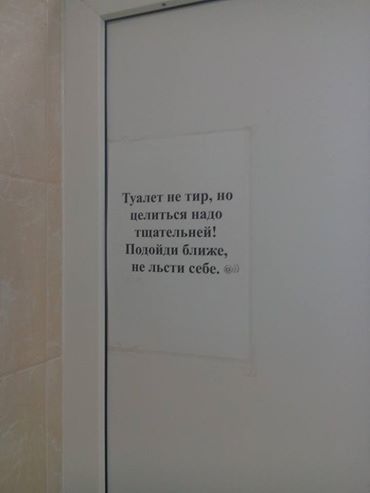 Туалет не тир, но
целиться надо
тщательней!
Подойди ближе,
не льсти себе. @))